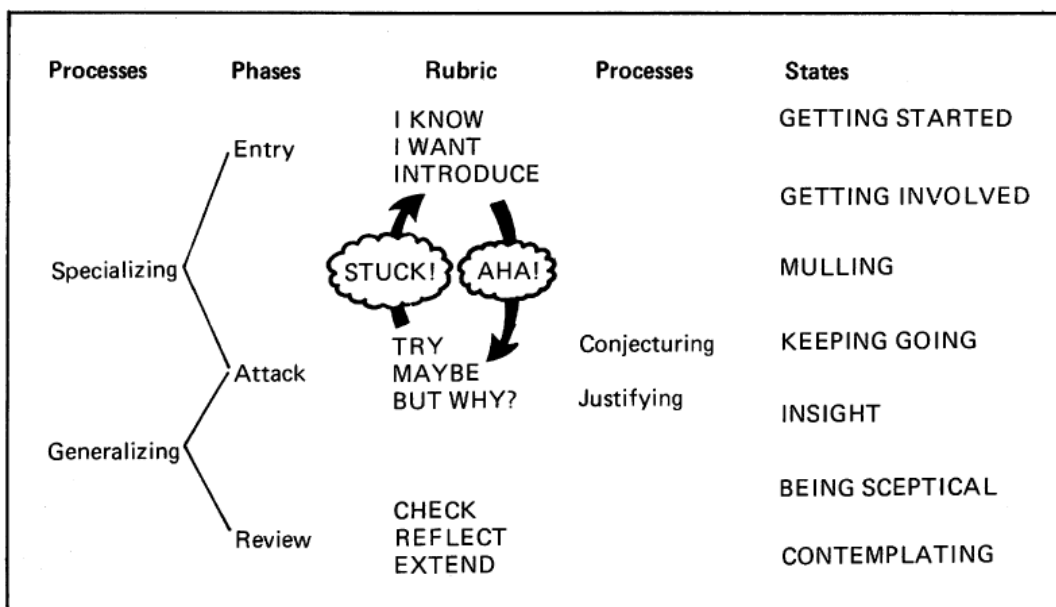 Processes Phases Rubric Processes States
I KNOW GETTING STARTED
Entry I WANT
INTRODUCE
GETTING INVOLVED
Specializing STUCK! AHA! MULLING
TRY Conjecturing KEEPING GOING
Attack MAYBE
BUT WHY? Justifying INSIGHT
Generalizing
BEING SCEPTICAL
CHECK
Review REFLECT
EXTEND CONTEMPLATING